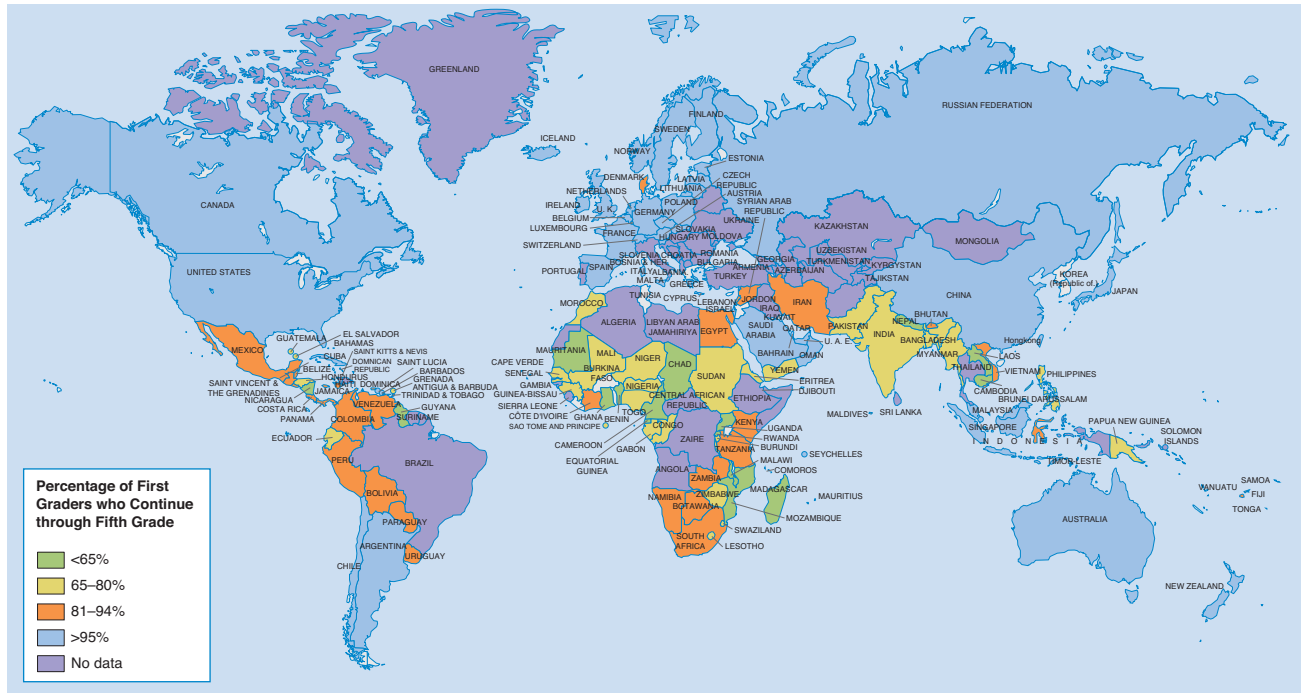 GREENLAND
RUSSIAN FEDERATION
FINLAND
SWEDEN
ICELAND
NORWAY
ESTONIA
DENMARK
LATVIA
CZECH
REPUBLIC
NETHERLANDS
LITHUANIA
AUSTRIA
CANADA
IRELAND
U. K.
POLAND
SYRIAN ARAB
REPUBLIC
BELGIUM
GERMANY
UKRAINE
LUXEMBOURG
FRANCE
SLOVAKIA
KAZAKHSTAN
HUNGARY
MOLDOVA
MONGOLIA
SWITZERLAND
SLOVENIA
CROATIA
ROMANIA
UZBEKISTAN
BOSNIA
HER.
BULGARIA
GEORGIA
TURKMENISTAN
KYRGYSTAN
UNITED STATES
PORTUGAL
SPAIN
ITALY
ALBANIA
ARMENIA
AZERBAIJAN
TURKEY
TAJIKSTAN
KOREA
(Republic of.)
MALTA
GREECE
JAPAN
TUNISIA
CYPRUS
LEBANON
JORDON
IRAN
CHINA
MOROCCO
ISRAEL
IRAQ
KUWAIT
ALGERIA
LIBYAN ARAB
JAMAHIRIYA
EGYPT
SAUDI
ARABIA
QATAR
PAKISTAN
NEPAL
BHUTAN
EL SALVADOR
GUATEMALA
BAHAMAS
INDIA
BANGLADESH
Hongkong
MEXICO
CUBA
SAINT KITTS & NEVIS
MAURITANIA
MALI
NIGER
BAHRAIN
OMAN
U. A. E.
MYANMAR
LAOS
BELIZE
DOMNICAN
REPUBLIC
SAINT LUCIA
CAPE VERDE
CHAD
YEMEN
THAILAND
VIETNAM
PHILIPPINES
HONDURUS
BARBADOS
SENEGAL
BURKINA
FASO
SUDAN
ERITREA
HAITI
DOMINICA
GRENADA
SAINT VINCENT &
THE GRENADINES
NICARAGUA
JAMAICA
ANTIGUA & BARBUDA
TRINIDAD & TOBAGO
GAMBIA
GUINEA-BISSAU
NIGERIA
CENTRAL AFRICAN
REPUBLIC
ETHIOPIA
DJIBOUTI
CAMBODIA
BRUNEI DARUSSALAM
COSTA RICA
VENEZUELA
GUYANA
SIERRA LEONE
MALDIVES
SRI LANKA
MALAYSIA
PANAMA
COLOMBIA
SURINAME
CÔTE D'IVOIRE
GHANA
BENIN
TOGO
SAO TOME AND PRINCIPE
KENYA
UGANDA
SINGAPORE
PAPUA NEW GUINEA
SOLOMON
ISLANDS
ECUADOR
CAMEROON
CONGO
GABON
ZAIRE
RWANDA
BURUNDI
TANZANIA
INDONESIA
PERU
BRAZIL
EQUATORIAL
GUINEA
SEYCHELLES
TIMOR-LESTE
ANGOLA
MALAWI
COMOROS
ZAMBIA
BOLIVIA
NAMIBIA
ZIMBABWE
MADAGASCAR
MAURITIUS
VANUATU
SAMOA
FIJI
TONGA
BOTAWANA
MOZAMBIQUE
PARAGUAY
SWAZILAND
AUSTRALIA
ARGENTINA
SOUTH
AFRICA
LESOTHO
URUGUAY
CHILE
NEW ZEALAND
Percentage of First
Graders who Continue
through Fifth Grade
<65%
65–80%
81–94%
>95%
No data